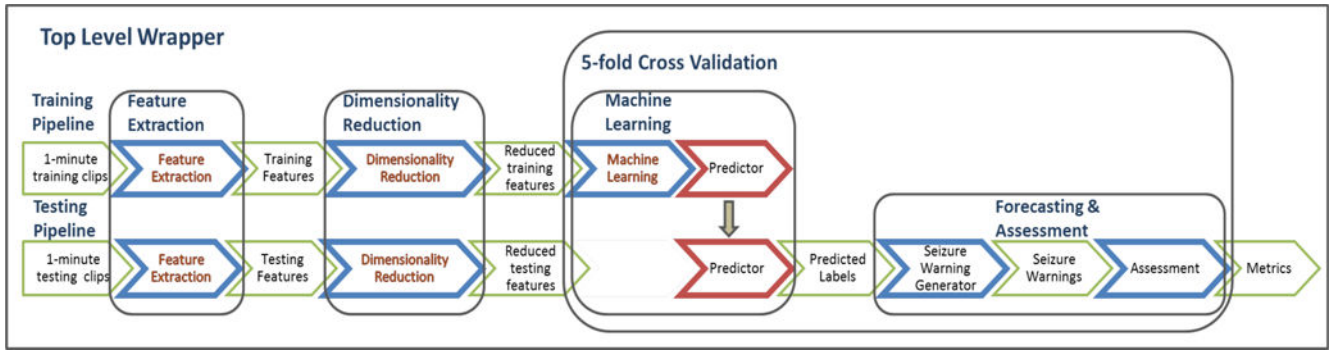 Top Level Wrapper
5-fold Cross Validation
Training
Pipeline
Feature
Extraction
Dimensionality
Reduction
Machine
Learning
1-minute
training clips
Feature
Extraction
Training
Features
Dimensionality
Reduction
Reduced
training
features
Machine
Learning
Predictor
Testing
Pipeline
Forecasting &
Assessment
1-minute
testing clips
Feature
Extraction
Testing
Features
Dimensionality
Reduction
Reduced
testing
features
Predictor
Predicted
Labels
Seizure
Warning
Generator
Seizure
Warnings
Assessment
Metrics